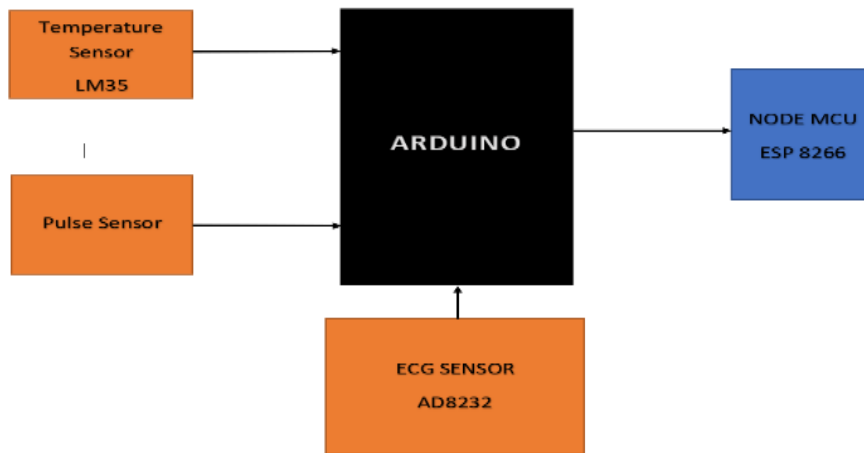 Temperature
Sensor
LM35
ARDUINO
NODE MCU
ESP 8266
Pulse Sensor
ECG SENSOR
AD8232